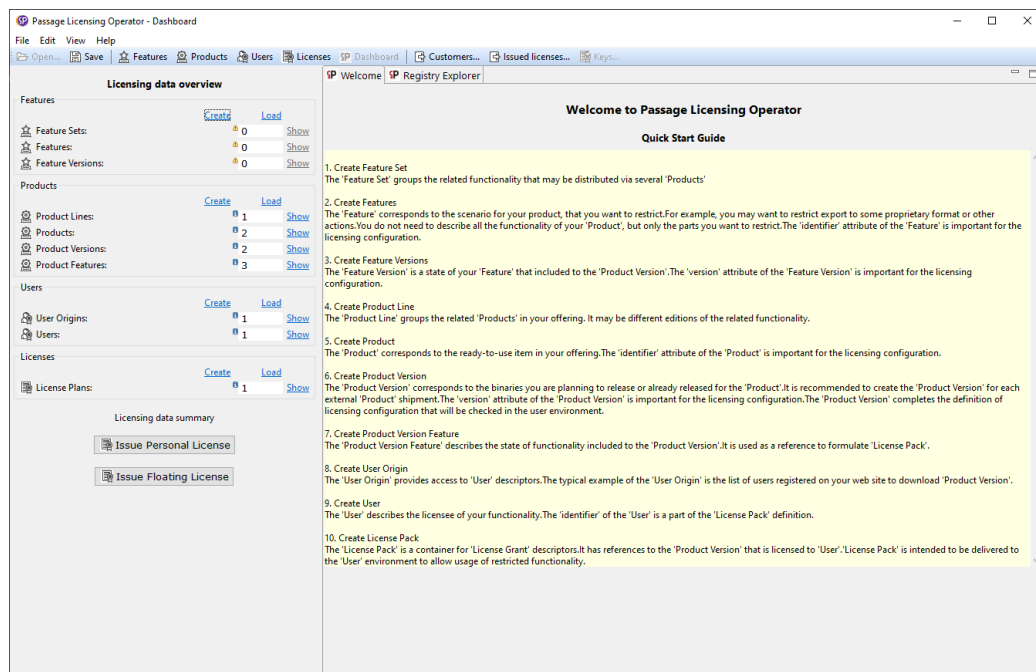 Passage Licensing Operator - Dashboard
File Edit View Help
Open... Save Features Products Users Licenses Dashboard Customers... Issued licenses... Keys...
Licensing data overview
Features
Create Load
Feature Sets: 0 Show
Features: 0 Show
Feature Versions: 0 Show
Products
Create Load
Product Lines: 1 Show
Products: 2 Show
Product Versions: 2 Show
Product Features: 3 Show
Users
Create Load
User Origins: 1 Show
Users: 1 Show
Licenses
Create Load
License Plans: 1 Show
Licensing data summary
Issue Personal License
Issue Floating License
Welcome Registry Explorer
Welcome to Passage Licensing Operator
Quick Start Guide
1. Create Feature Set
The 'Feature Set' groups the related functionality that may be distributed via several 'Products'
2. Create Features
The 'Feature' corresponds to the scenario for your product, that you want to restrict.For example, you may want to restrict export to some proprietary format or other
actions.You do not need to describe all the functionality of your 'Product', but only the parts you want to restrict.The 'identifier' attribute of the 'Feature' is important for the
licensing configuration.
3. Create Feature Versions
The 'Feature Version' is a state of your 'Feature' that included to the 'Product Version'.The 'version' attribute of the 'Feature Version' is important for the licensing
configuration.
4. Create Product Line
The 'Product Line' groups the related 'Products' in your offering. It may be different editions of the related functionality.
5. Create Product
The 'Product' corresponds to the ready-to-use item in your offering.The 'identifier' attribute of the 'Product' is important for the licensing configuration.
6. Create Product Version
The 'Product Version' corresponds to the binaries you are planning to release or already released for the 'Product'.It is recommended to create the 'Product Version' for each
external 'Product' shipment.The 'version' attribute of the 'Product Version' is important for the licensing configuration.The 'Product Version' completes the definition of
licensing configuration that will be checked in the user environment.
7. Create Product Version Feature
The 'Product Version Feature' describes the state of functionality included to the 'Product Version'.It is used as a reference to formulate 'License Pack'.
8. Create User Origin
The 'User Origin' provides access to 'User' descriptors.The typical example of the 'User Origin' is the list of users registered on your web site to download 'Product Version'.
9. Create User
The 'User' describes the licensee of your functionality.The 'identifier' of the 'User is a part of the 'License Pack' definition.
10. Create License Pack
The 'License Pack' is a container for 'License Grant' descriptors.It has references to the 'Product Version' that is licensed to 'User'.'License Pack' is intended to be delivered to
the 'User' environment to allow usage of restricted functionality.